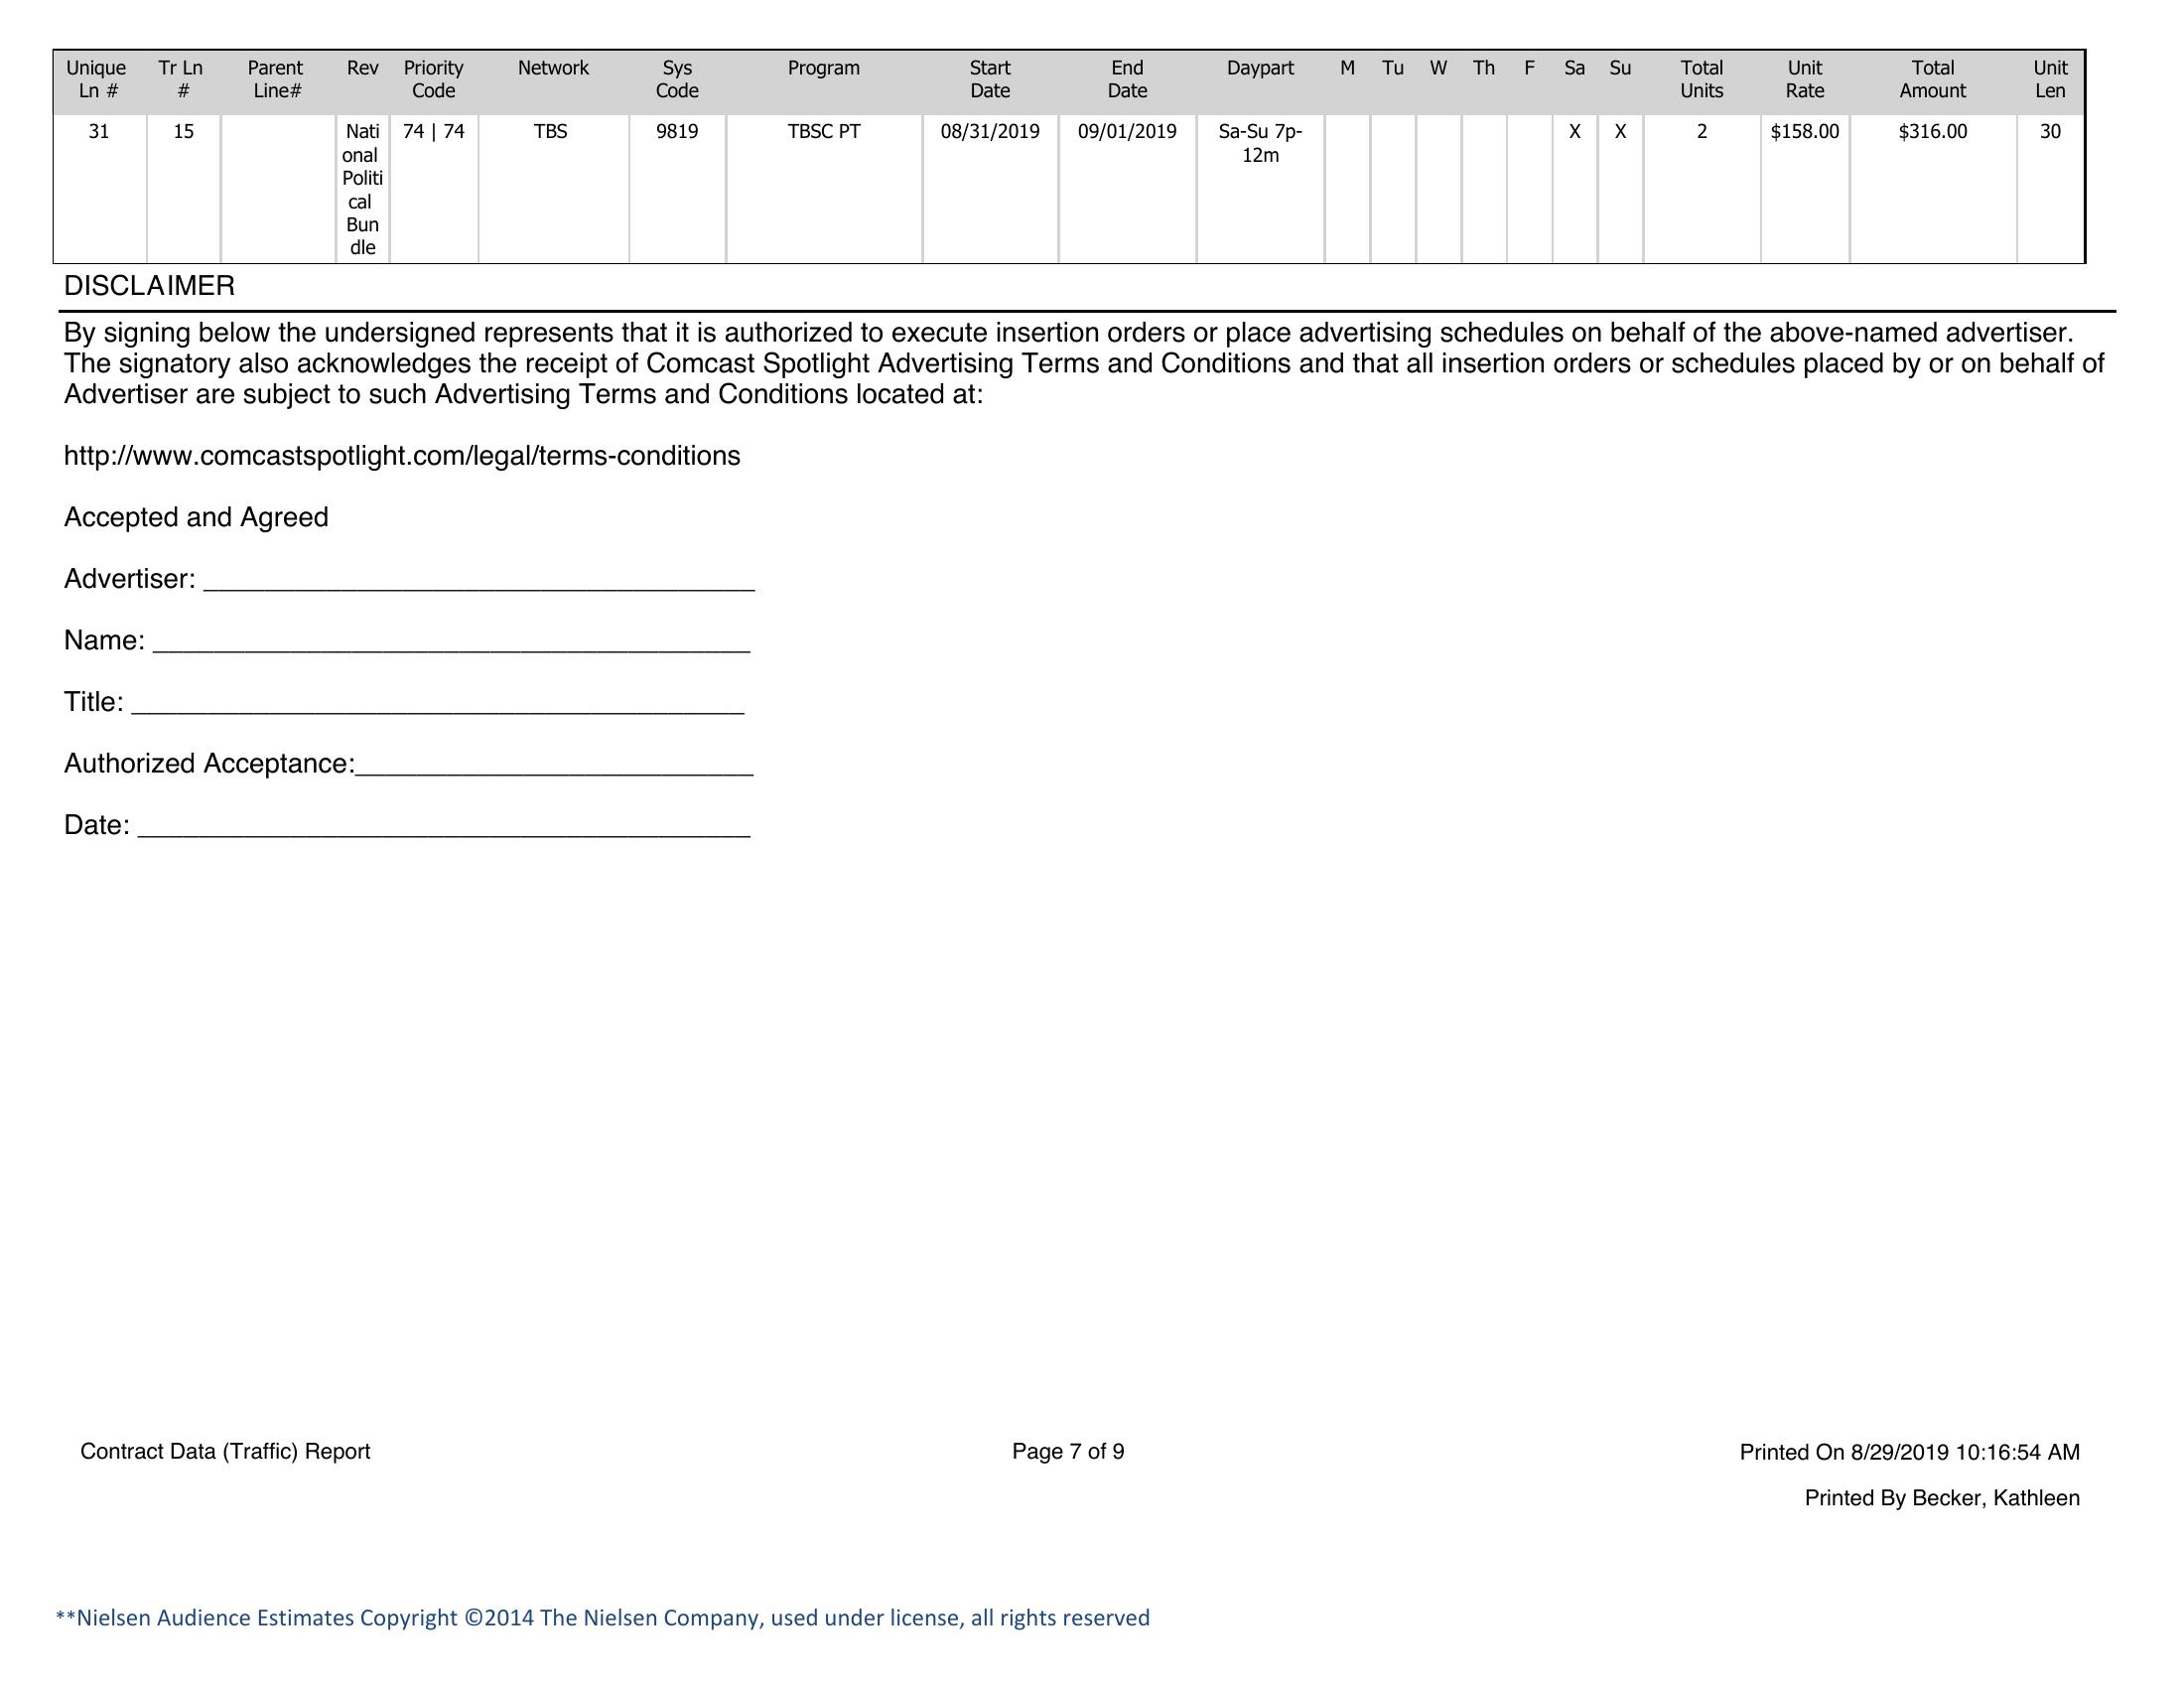 Unique Tr Ln Parent Rev Priority Network Sys Program Start End Daypart M Tu W Th F Sa Su Total Unit Total Unit
Ln # # Line# Code Code Date Date Units Rate Amount Len
31 15 Nati 74 | 74 TBS 9819 TBSC PT 08/31/2019 09/01/2019 Sa-Su 7p- X X 2 $158.00 $316.00 30
onal 12m
Politi
cal
Bun
dle
DISCLAIMER
By signing below the undersigned represents that it is authorized to execute insertion orders or place advertising schedules on behalf of the above-named advertiser.
The signatory also acknowledges the receipt of Comcast Spotlight Advertising Terms and Conditions and that all insertion orders or schedules placed by or on behalf of
Advertiser are subject to such Advertising Terms and Conditions located at:
http://www.comcastspotlight.com/legal/terms-conditions
Accepted and Agreed
Advertiser: ____________________________________
Name: _______________________________________
Title: ________________________________________
Authorized Acceptance:__________________________
Date: ________________________________________
Contract Data (Traffic) Report Page 7 of 9 Printed On 8/29/2019 10:16:54 AM
Printed By Becker, Kathleen
**Nielsen Audience Estimates Copyright ©2014 The Nielsen Company, used under license, all rights reserved